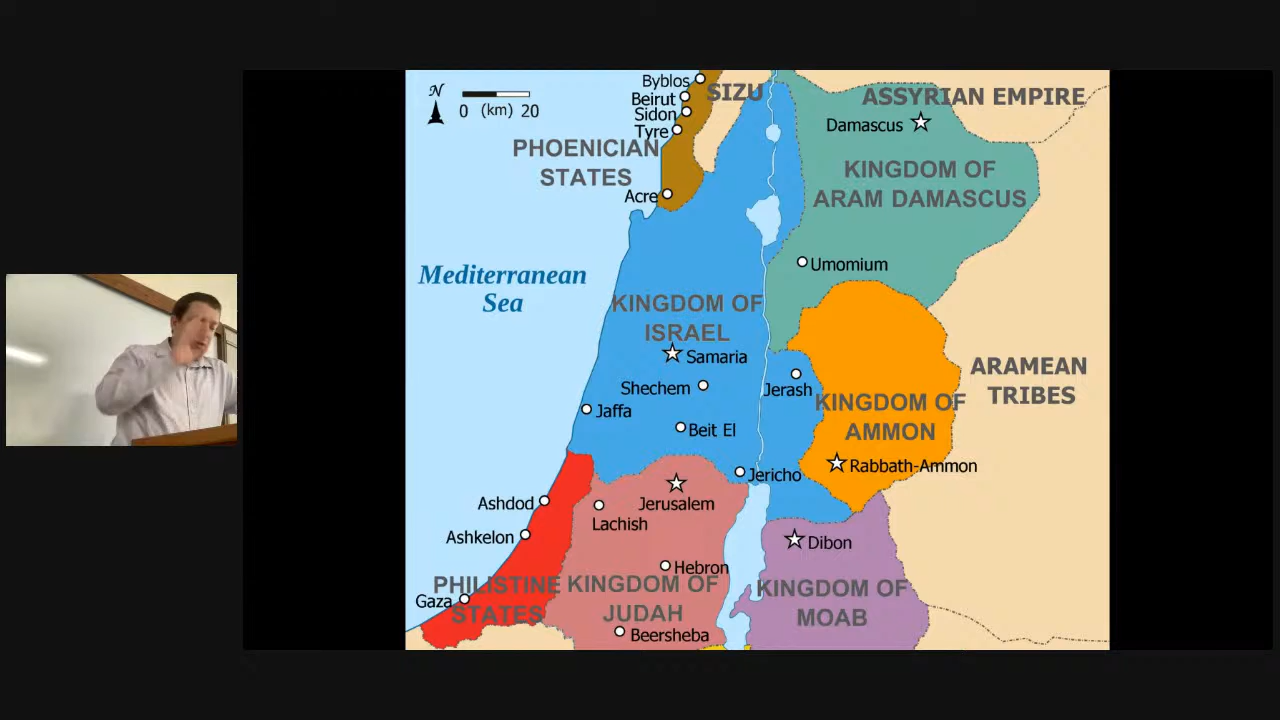 N
0 (km) 20
Byblos
Beirut
Sidon
Tyre
SIZU
ASSYRIAN EMPIRE
Damascus
PHOENICIAN
STATES
KINGDOM OF
ARAM DAMASCUS
Acre
Mediterranean
Sea
Umomium
KINGDOM OF
ISRAEL
Samaria
Shechem
Jerash
ARAMEAN
TRIBES
Jaffa
KINGDOM OF
AMMON
Beit El
Jericho
Rabbath-Ammon
Ashdod
Jerusalem
Lachish
Ashkelon
Dibon
Hebron
PHILISTINE
STATES
KINGDOM OF
JUDAH
KINGDOM OF
MOAB
Gaza
Beersheba